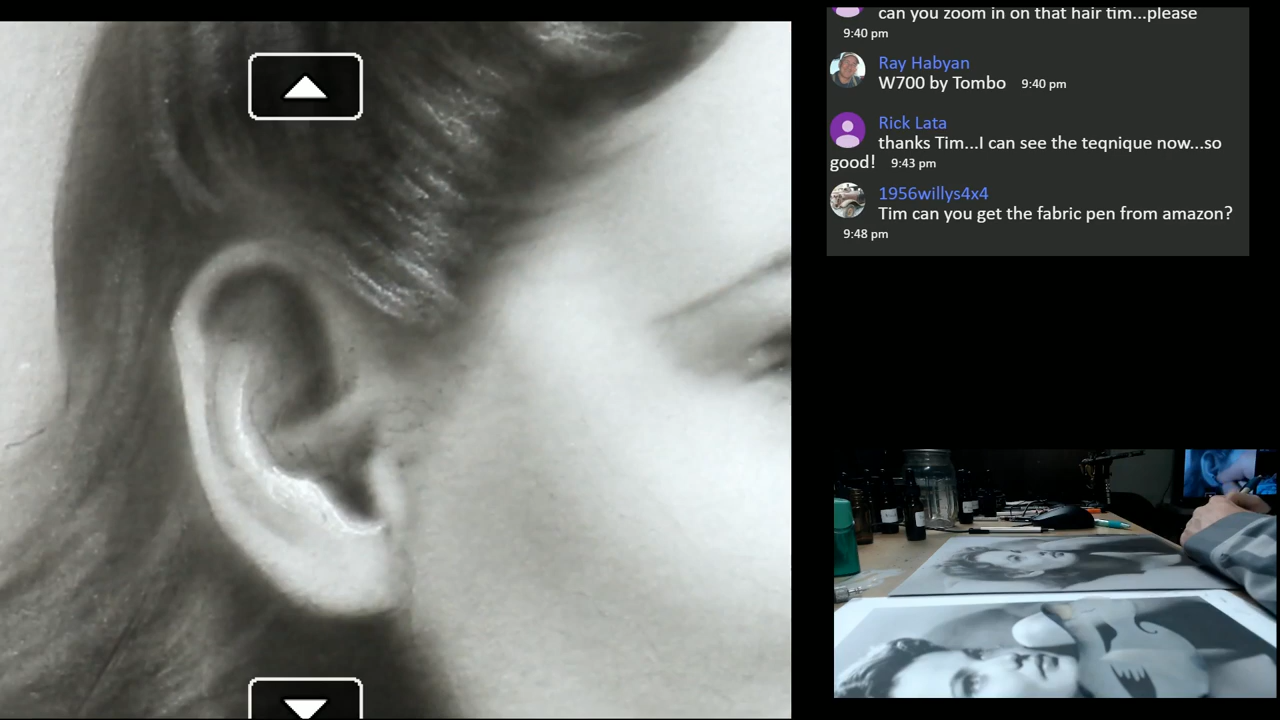 can you zoom in on that hair tim...please
9:40 pm
Ray Habyan
W700 by Tombo 9:40 pm
Rick Lata
thanks Tim...I can see the teqnique now...so
good! 9:43 pm
1956willys4x4
Tim can you get the fabric pen from amazon?
9:48 pm